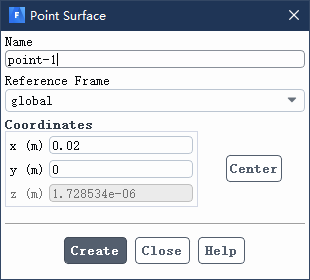 F Point Surface
Name
point-1
Reference Frame
global
Coordinates
x (m) 0.02
y (m) 0
z (m) 1.728534e-06
Center
Create Close Help